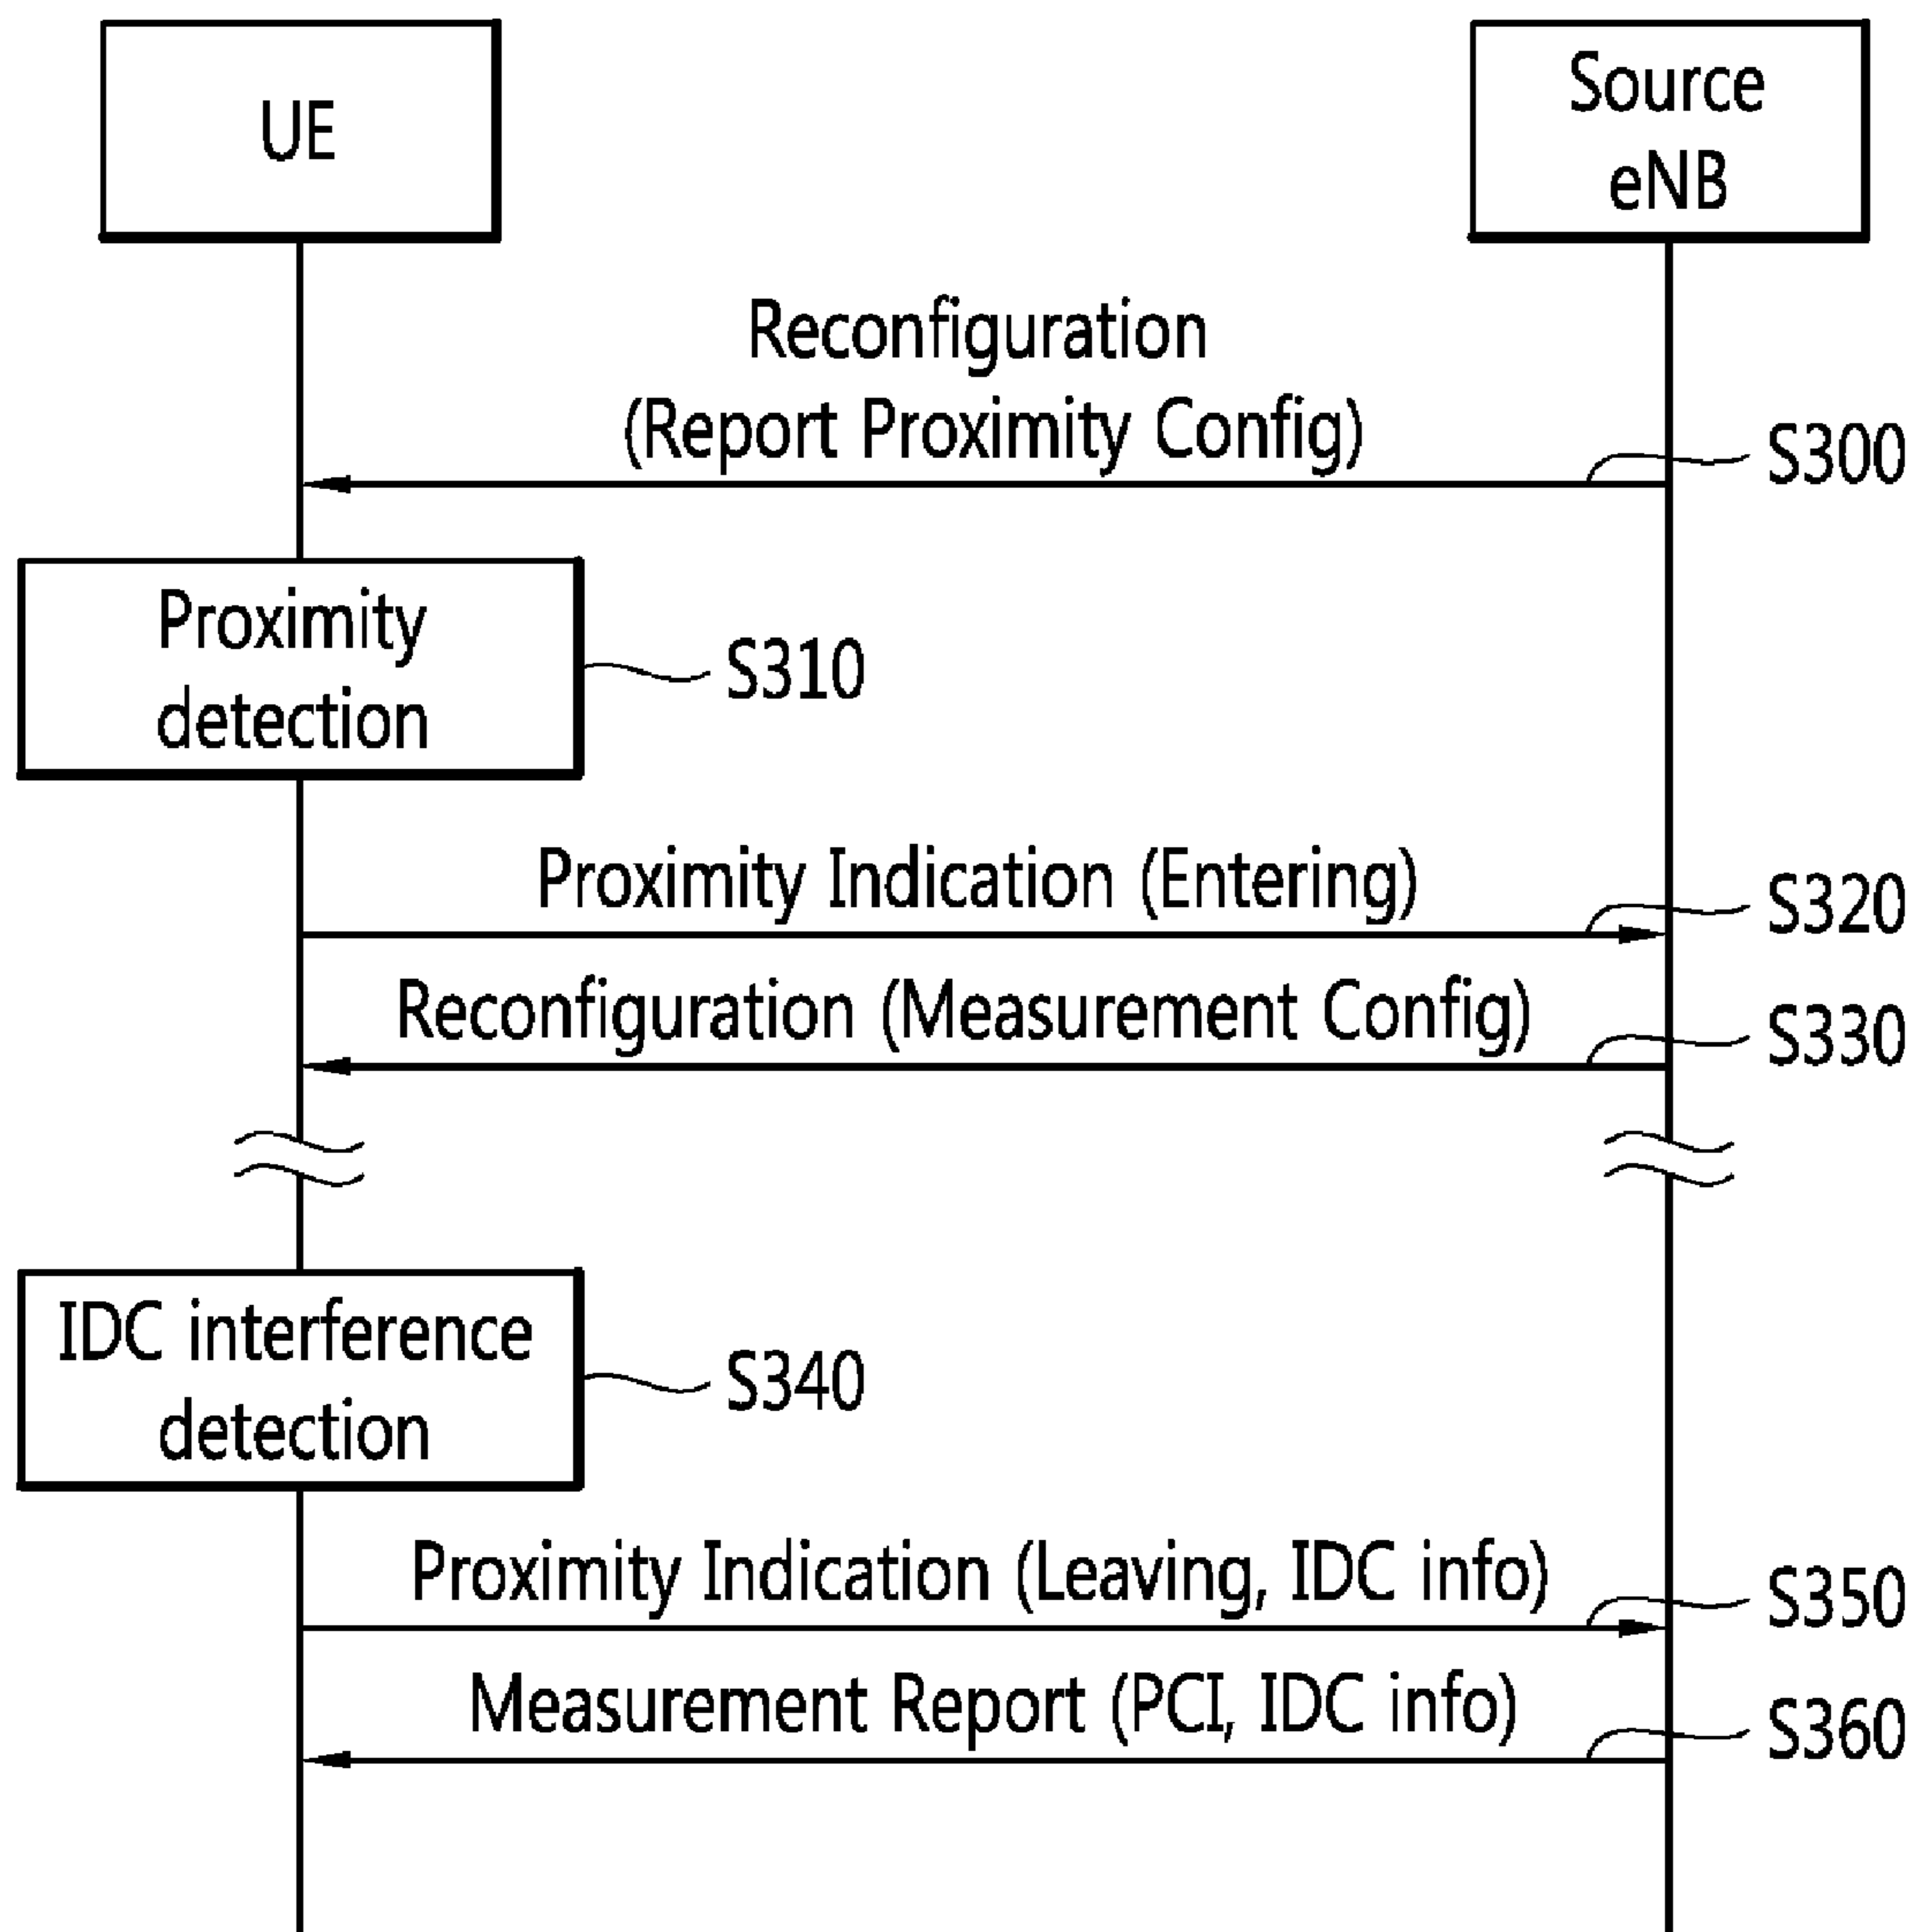 UE
Source
eNB
Reconfiguration
(Report Proximity Config)
S300
Proximity
detection
S310
Proximity Indication (Entering)
S320
Reconfiguration (Measurement Config)
S330
IDC interference
detection
S340
Proximity Indication (Leaving, IDC info)
S350
Measurement Report (PCI, IDC info)
S360